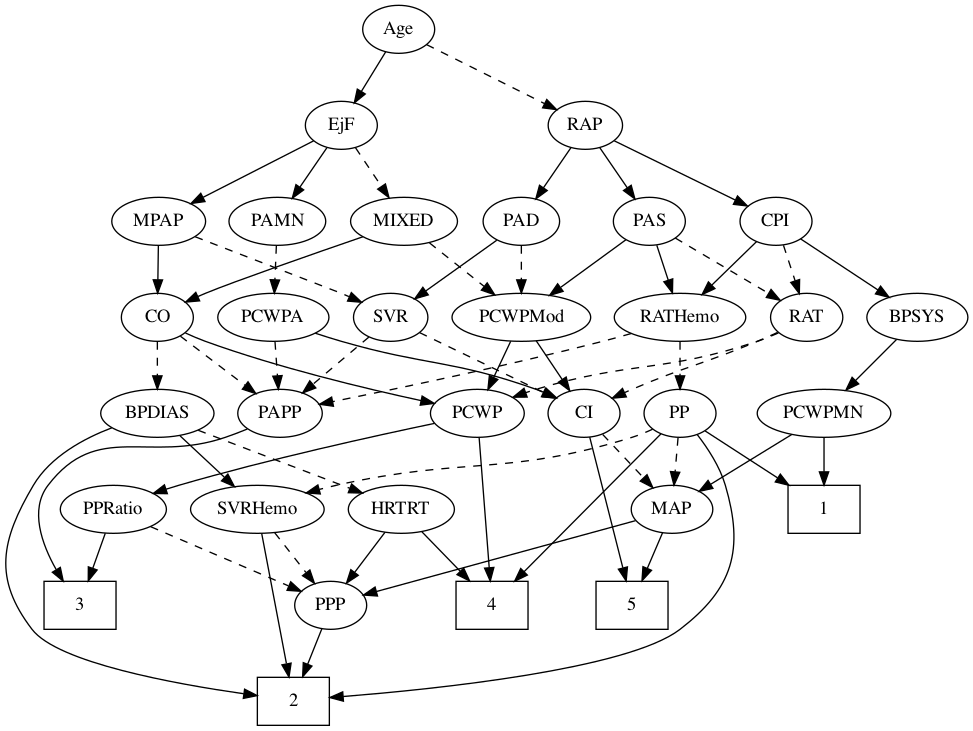 Age
EjF
RAP
MPAP
PAMN
MIXED
PAD
PAS
CPI
CO
PCWPA
SVR
PCWPMod
RATHemo
RAT
BPSYS
BPDIAS
PAPP
PCWP
CI
PP
PCWPMN
PPRatio
SVRHemo
HRTRT
MAP
1
3
PPP
4
5
2